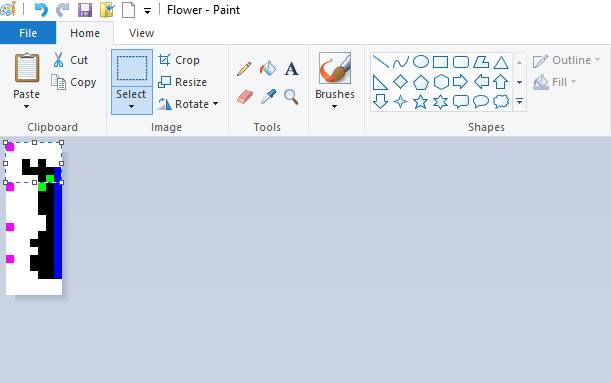 Flower - Paint
File Home View
Paste Cut Copy
Clipboard
Select Crop Resize Rotate
Image
A
Tools
Brushes
Shapes
Outline
Fill